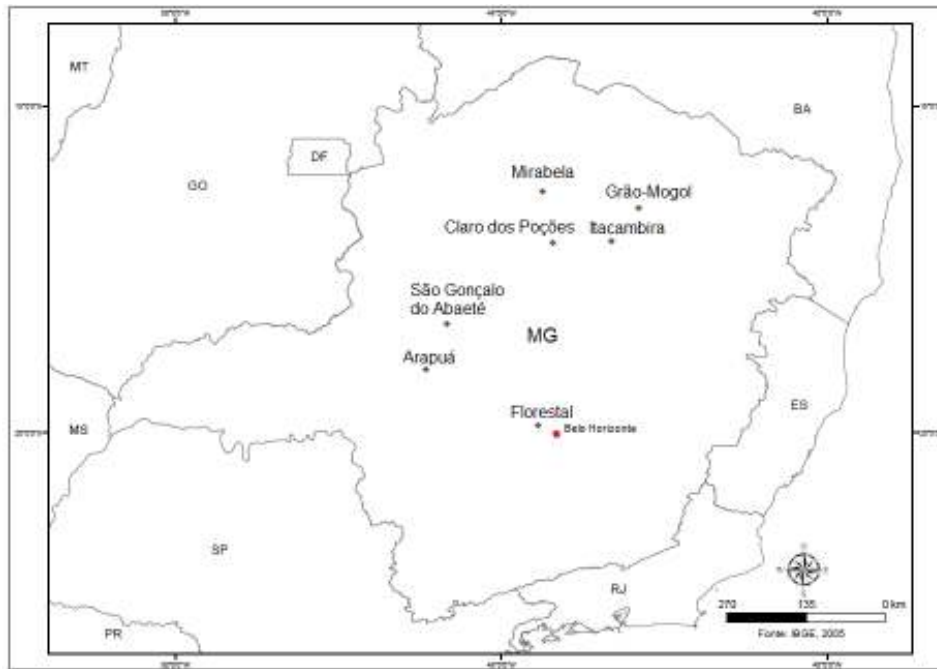 MT
BA
DF
GO
Mirabela
Grão-Mogol
Claro dos Poções
Itacambira
São Gonçalo
do Abaeté
MG
Arapuá
ES
Florestal
MS
Belo Horizonte
SP
RJ
270 135 0 km
PR
Fonte: IBGE, 2005